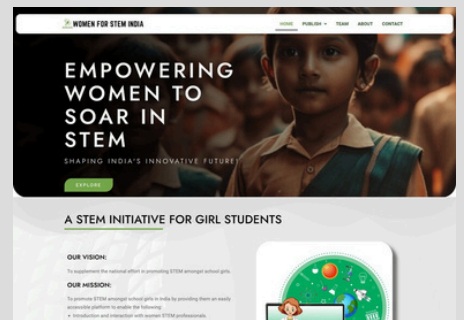 WOMEN FOR STEM INDIA
HOME PUBLISH TEAM ABOUT CONTACT
EMPOWERING
WOMEN TO
SOAR IN
STEM
SHAPING INDIA'S INNOVATIVE FUTURE!
EXPLORE
A STEM INITIATIVE FOR GIRL STUDENTS
OUR VISION:
To supplement the national effort in promoting STEM amongst school girls.
OUR MISSION:
To promote STEM amongst school girls in India by providing them an easily
accessible platform to enable the following:
• Introduction and interaction with women STEM professionals